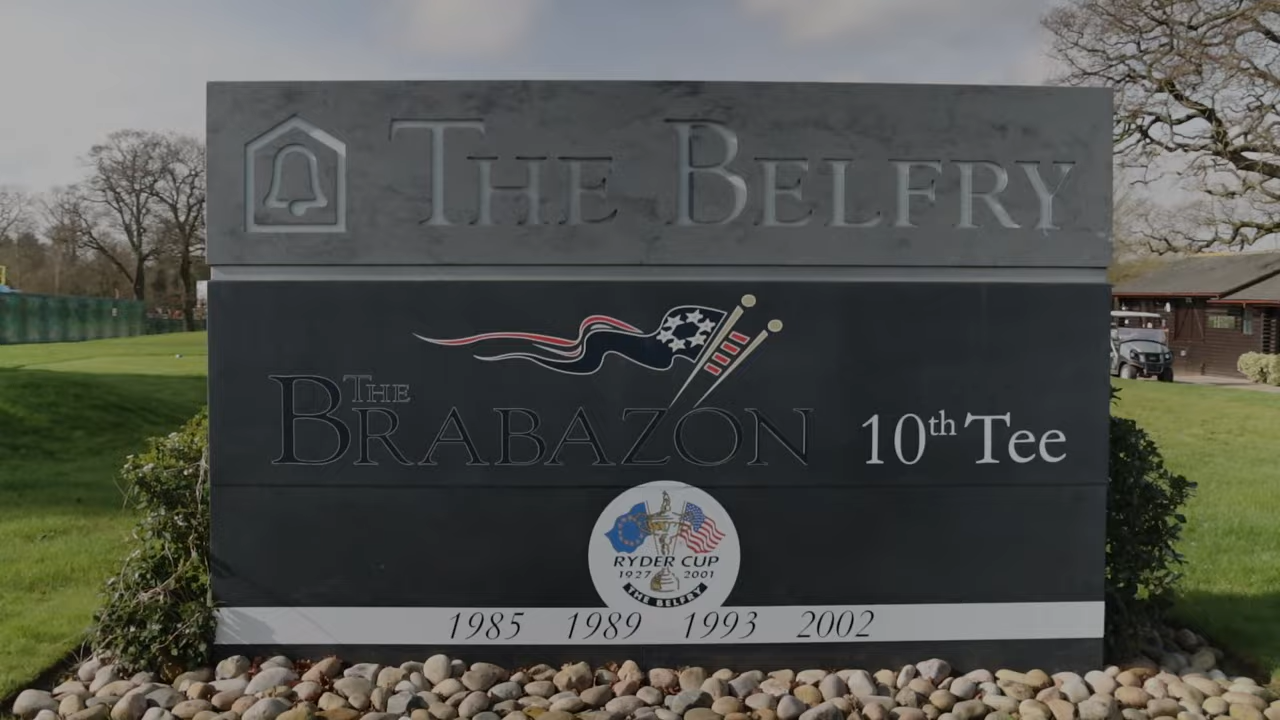 The Belfry
The
Brabazon
10th Tee
RYDER CUP
1927 2001
THE BELFRY
1985 1989 1993 2002